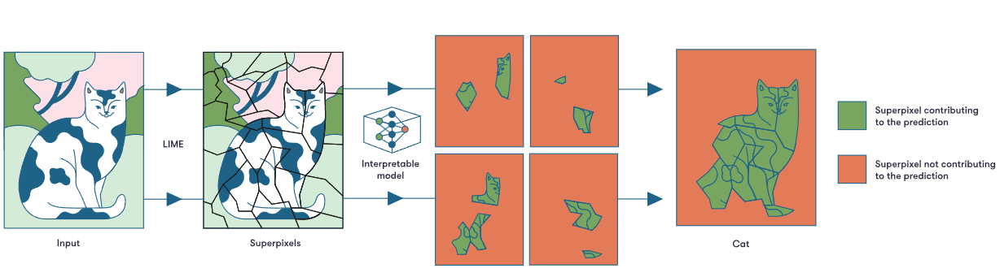 LIME
Interpretable
model
Input
Superpixels
Cat
Superpixel contributing
to the prediction
Superpixel not contributing
to the prediction